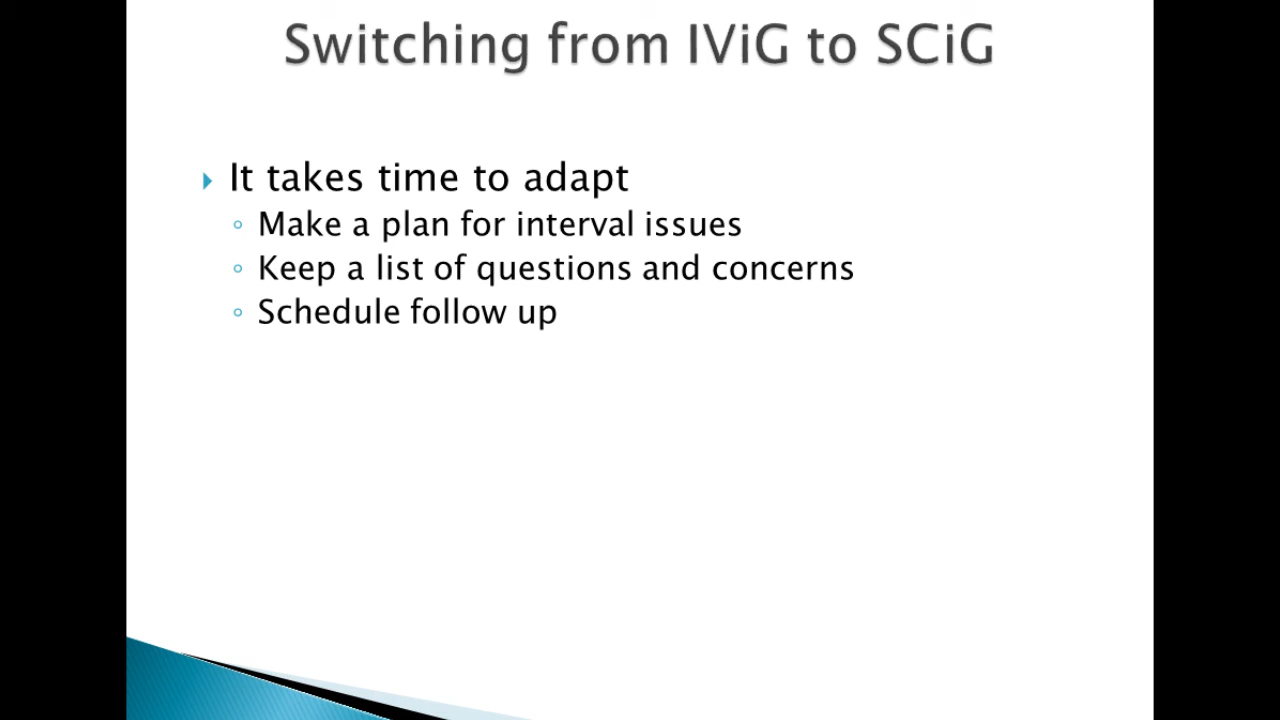 Switching from IViG to SCiG
It takes time to adapt
Make a plan for interval issues
Keep a list of questions and concerns
Schedule follow up